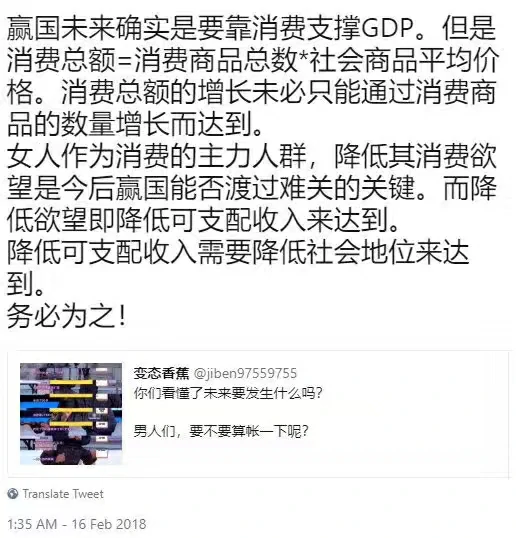 赢国未来确实是要靠消费支撑GDP。但是
消费总额=消费商品总数*社会商品平均价
格。消费总额的增长未必只能通过消费商
品的数量增长而达到。
女人作为消费的主力人群，降低其消费欲
望是今后赢国能否渡过难关的关键。而降
低欲望即降低可支配收入来达到。
降低可支配收入需要降低社会地位来达
到。
务必为之！
变态香蕉 @jiben97559755
你们看懂了未来要发生什么吗？
男人们，要不要算帐一下呢？
Translate Tweet
1:35 AM - 16 Feb 2018